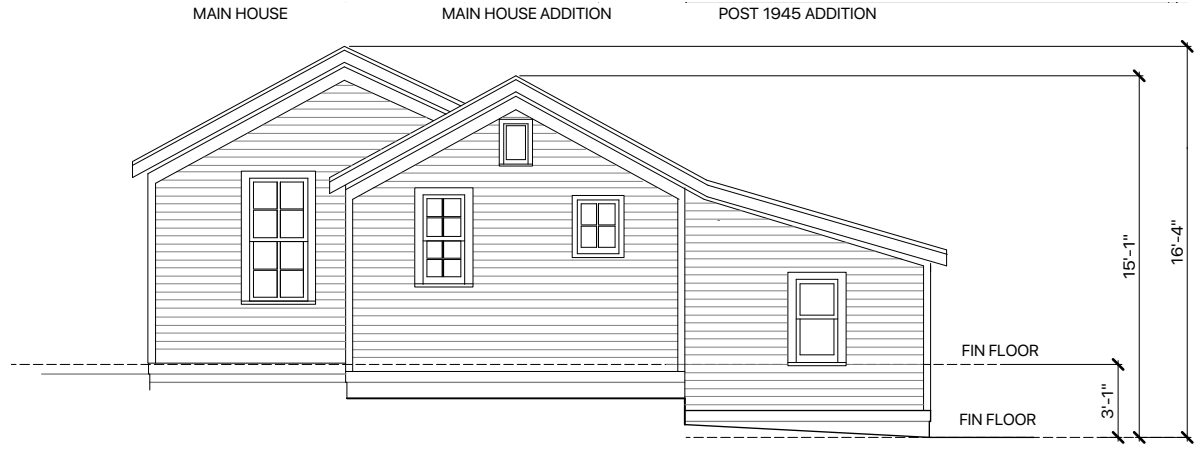 MAIN HOUSE
MAIN HOUSE ADDITION
POST 1945 ADDITION
15'-1"
16'-4"
FIN FLOOR
3'-1"
FIN FLOOR